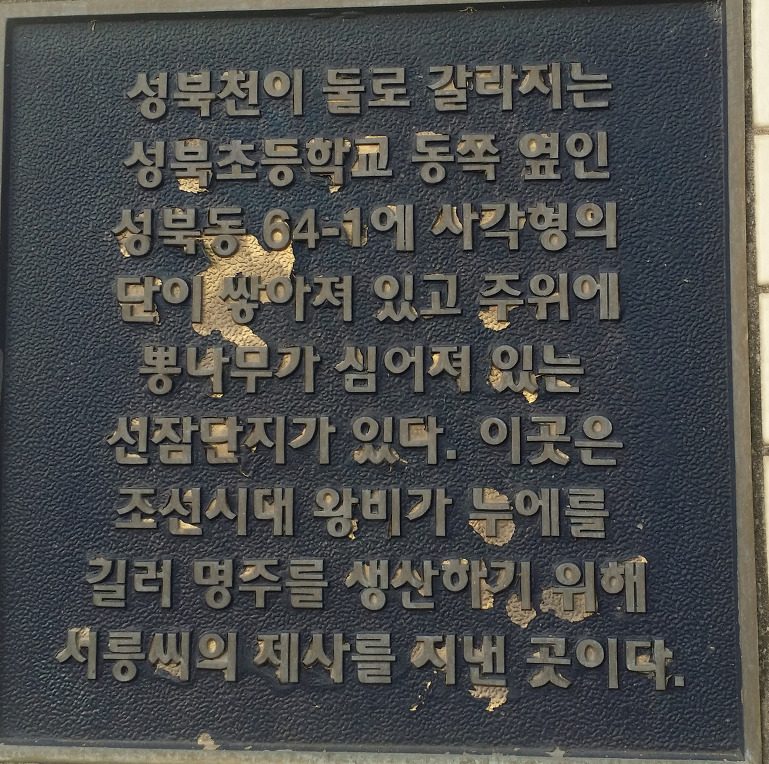 성북천이 둘로 갈라지는
성북초등학교 동쪽 옆인
성북동 64-1에 사각형의
단이 쌓아져 있고 주위에
뽕나무가 심어져 있는
선잠단지가 있다. 이곳은
조선시대 왕비가 누에를
길러 명주를 생산하기 위해
서릉씨의 제사를 지낸 곳이다.